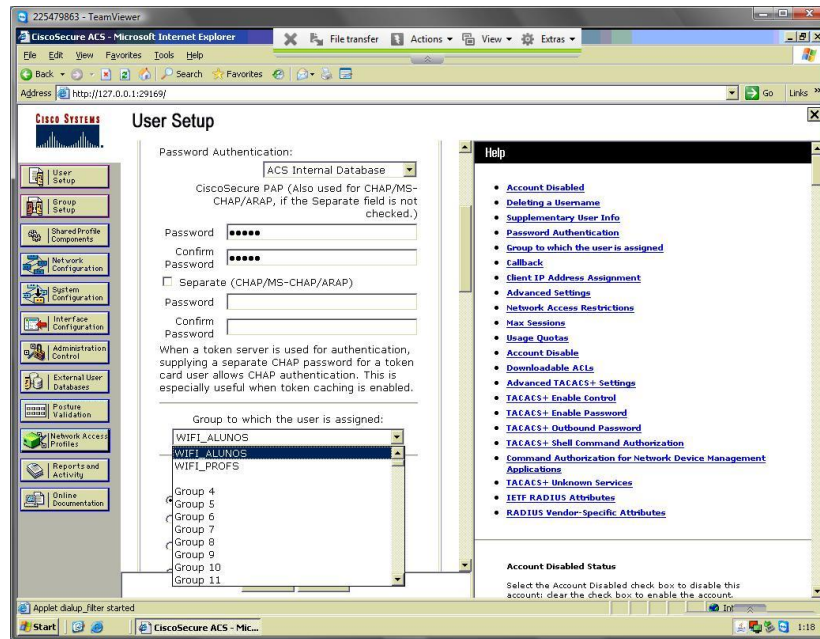 225479863 - TeamViewer
CiscoSecure ACS - Microsoft Internet Explorer
File transfer Actions View Extras
File Edit View Favorites Tools Help
Back Search Favorites
Address http://127.0.0.1:29169/ Go Links
CISCO SYSTEMS
User Setup
User Setup
Group Setup
Shared Profile Components
Network Configuration
System Configuration
Interface Configuration
Administration Control
External User Databases
Posture Validation
Network Access Profiles
Reports and Activity
Online Documentation
Password Authentication:
ACS Internal Database
CiscoSecure PAP (Also used for CHAP/MS-
CHAP/ARAP, if the Separate field is not
checked.)
Password
Confirm
Password
Separate (CHAP/MS-CHAP/ARAP)
Password
Confirm
Password
When a token server is used for authentication,
supplying a separate CHAP password for a token
card user allows CHAP authentication. This is
especially useful when token caching is enabled.
Group to which the user is assigned:
WIFI_ALUNOS
WIFI_ALUNOS
WIFI_PROFS
Group 4
Group 5
Group 6
Group 7
Group 8
Group 9
Group 10
Group 11
Help
Account Disabled
Deleting a Username
Supplementary User Info
Password Authentication
Group to which the user is assigned
Callback
Client IP Address Assignment
Advanced Settings
Network Access Restrictions
Max Sessions
Usage Quotas
Account Disable
Downloadable ACLs
Advanced TACACS+ Settings
TACACS+ Enable Control
TACACS+ Enable Password
TACACS+ Outbound Password
TACACS+ Shell Command Authorization
Command Authorization for Network Device Management
Applications
TACACS+ Unknown Services
IETF RADIUS Attributes
RADIUS Vendor-Specific Attributes
Account Disabled Status
Select the Account Disabled check box to disable this
account; clear the check box to enable the account.
Applet dialup_filter started
Start CiscoSecure ACS - Mic... 1:18